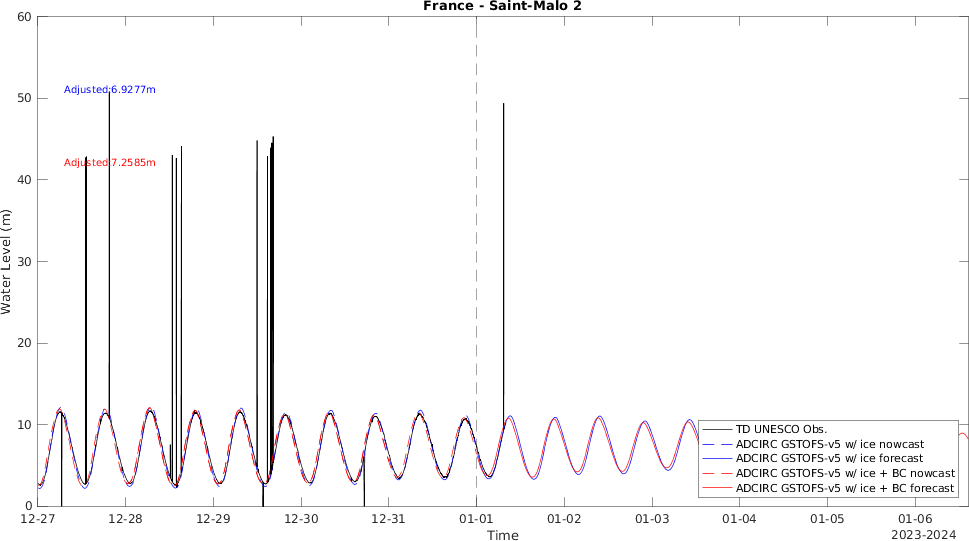 France - Saint-Malo 2
60
50
40
30
20
10
0
Water Level (m)
Adjusted:6.9277m
Adjusted:7.2585m
TD UNESCO Obs.
ADCIRC GSTOFS-v5 w/ ice nowcast
ADCIRC GSTOFS-v5 w/ ice forecast
ADCIRC GSTOFS-v5 w/ ice + BC nowcast
ADCIRC GSTOFS-v5 w/ ice + BC forecast
12-27 12-28 12-29 12-30 12-31 01-01 01-02 01-03 01-04 01-05 01-06
Time
2023-2024